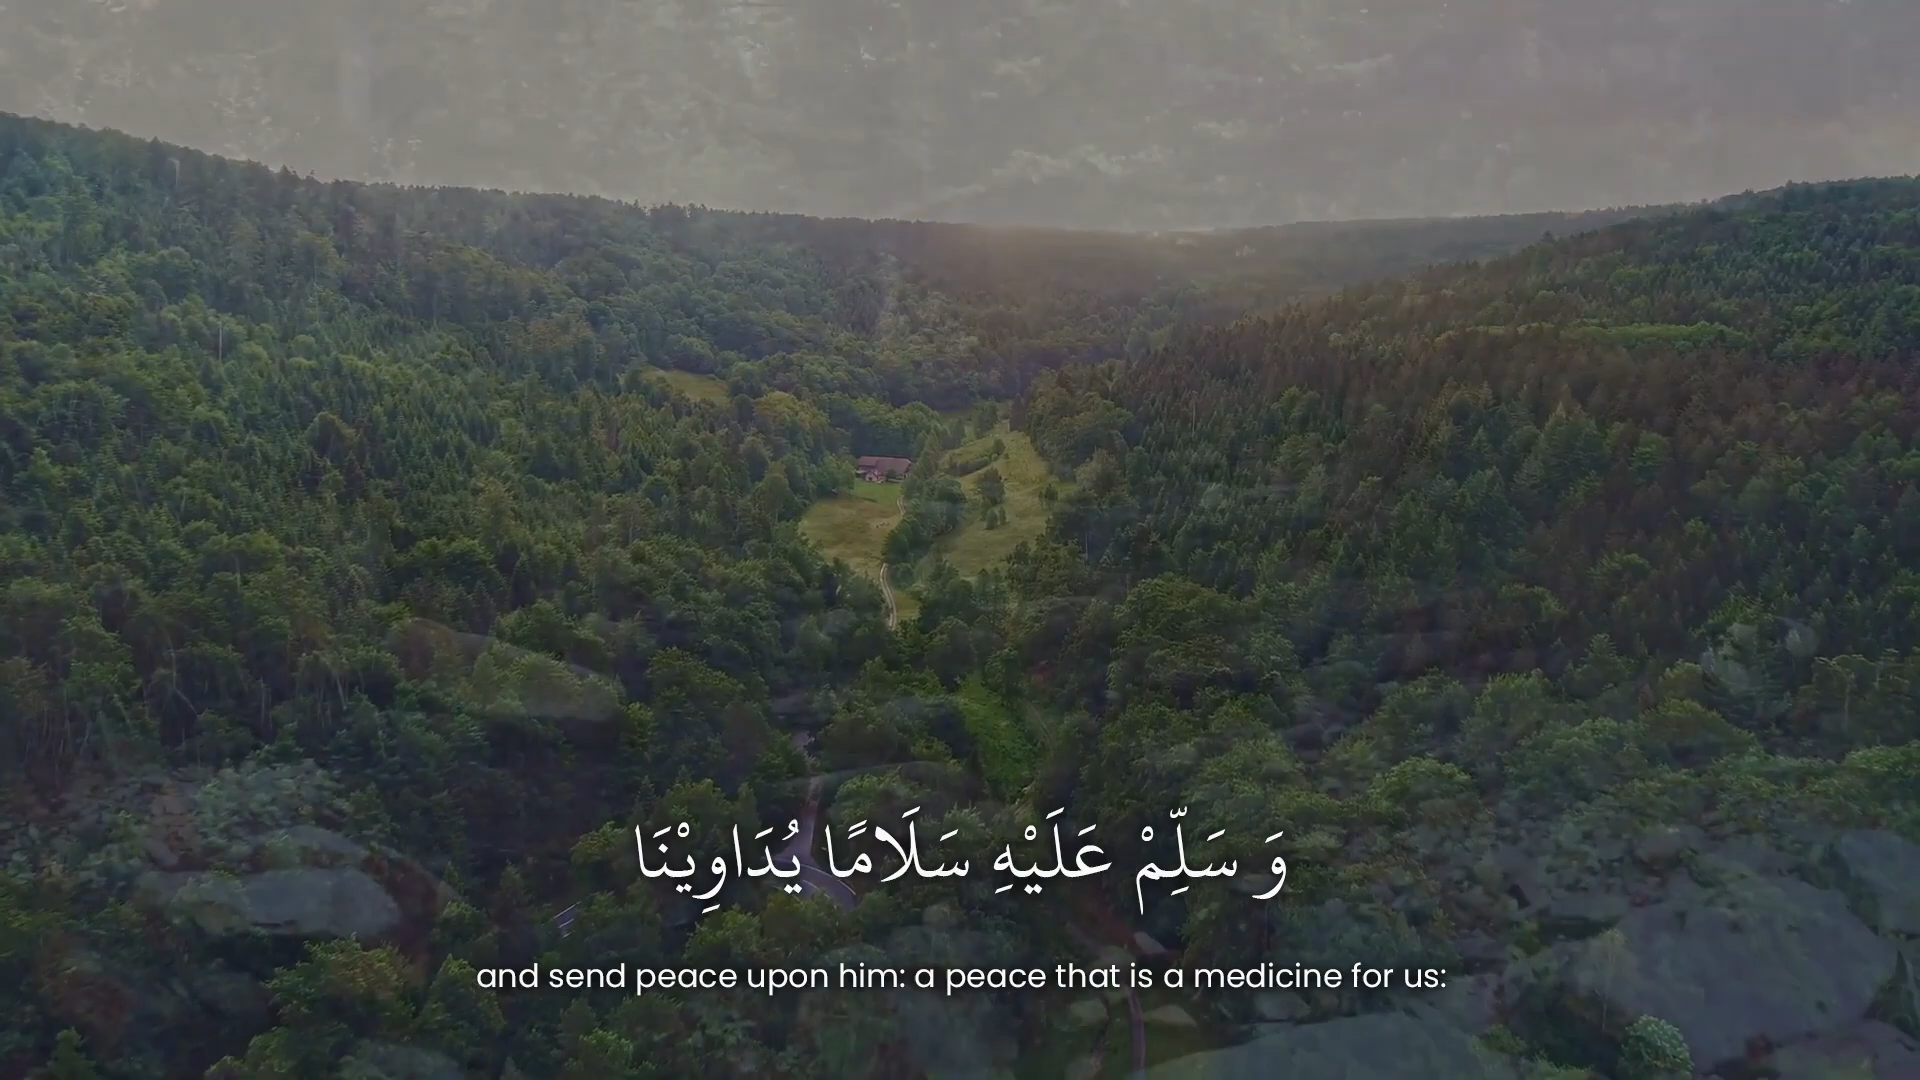 وَ سَلِّمْ عَلَيْهِ سَلَامًا يُدَاوِيْنَا
and send peace upon him: a peace that is a medicine for us: